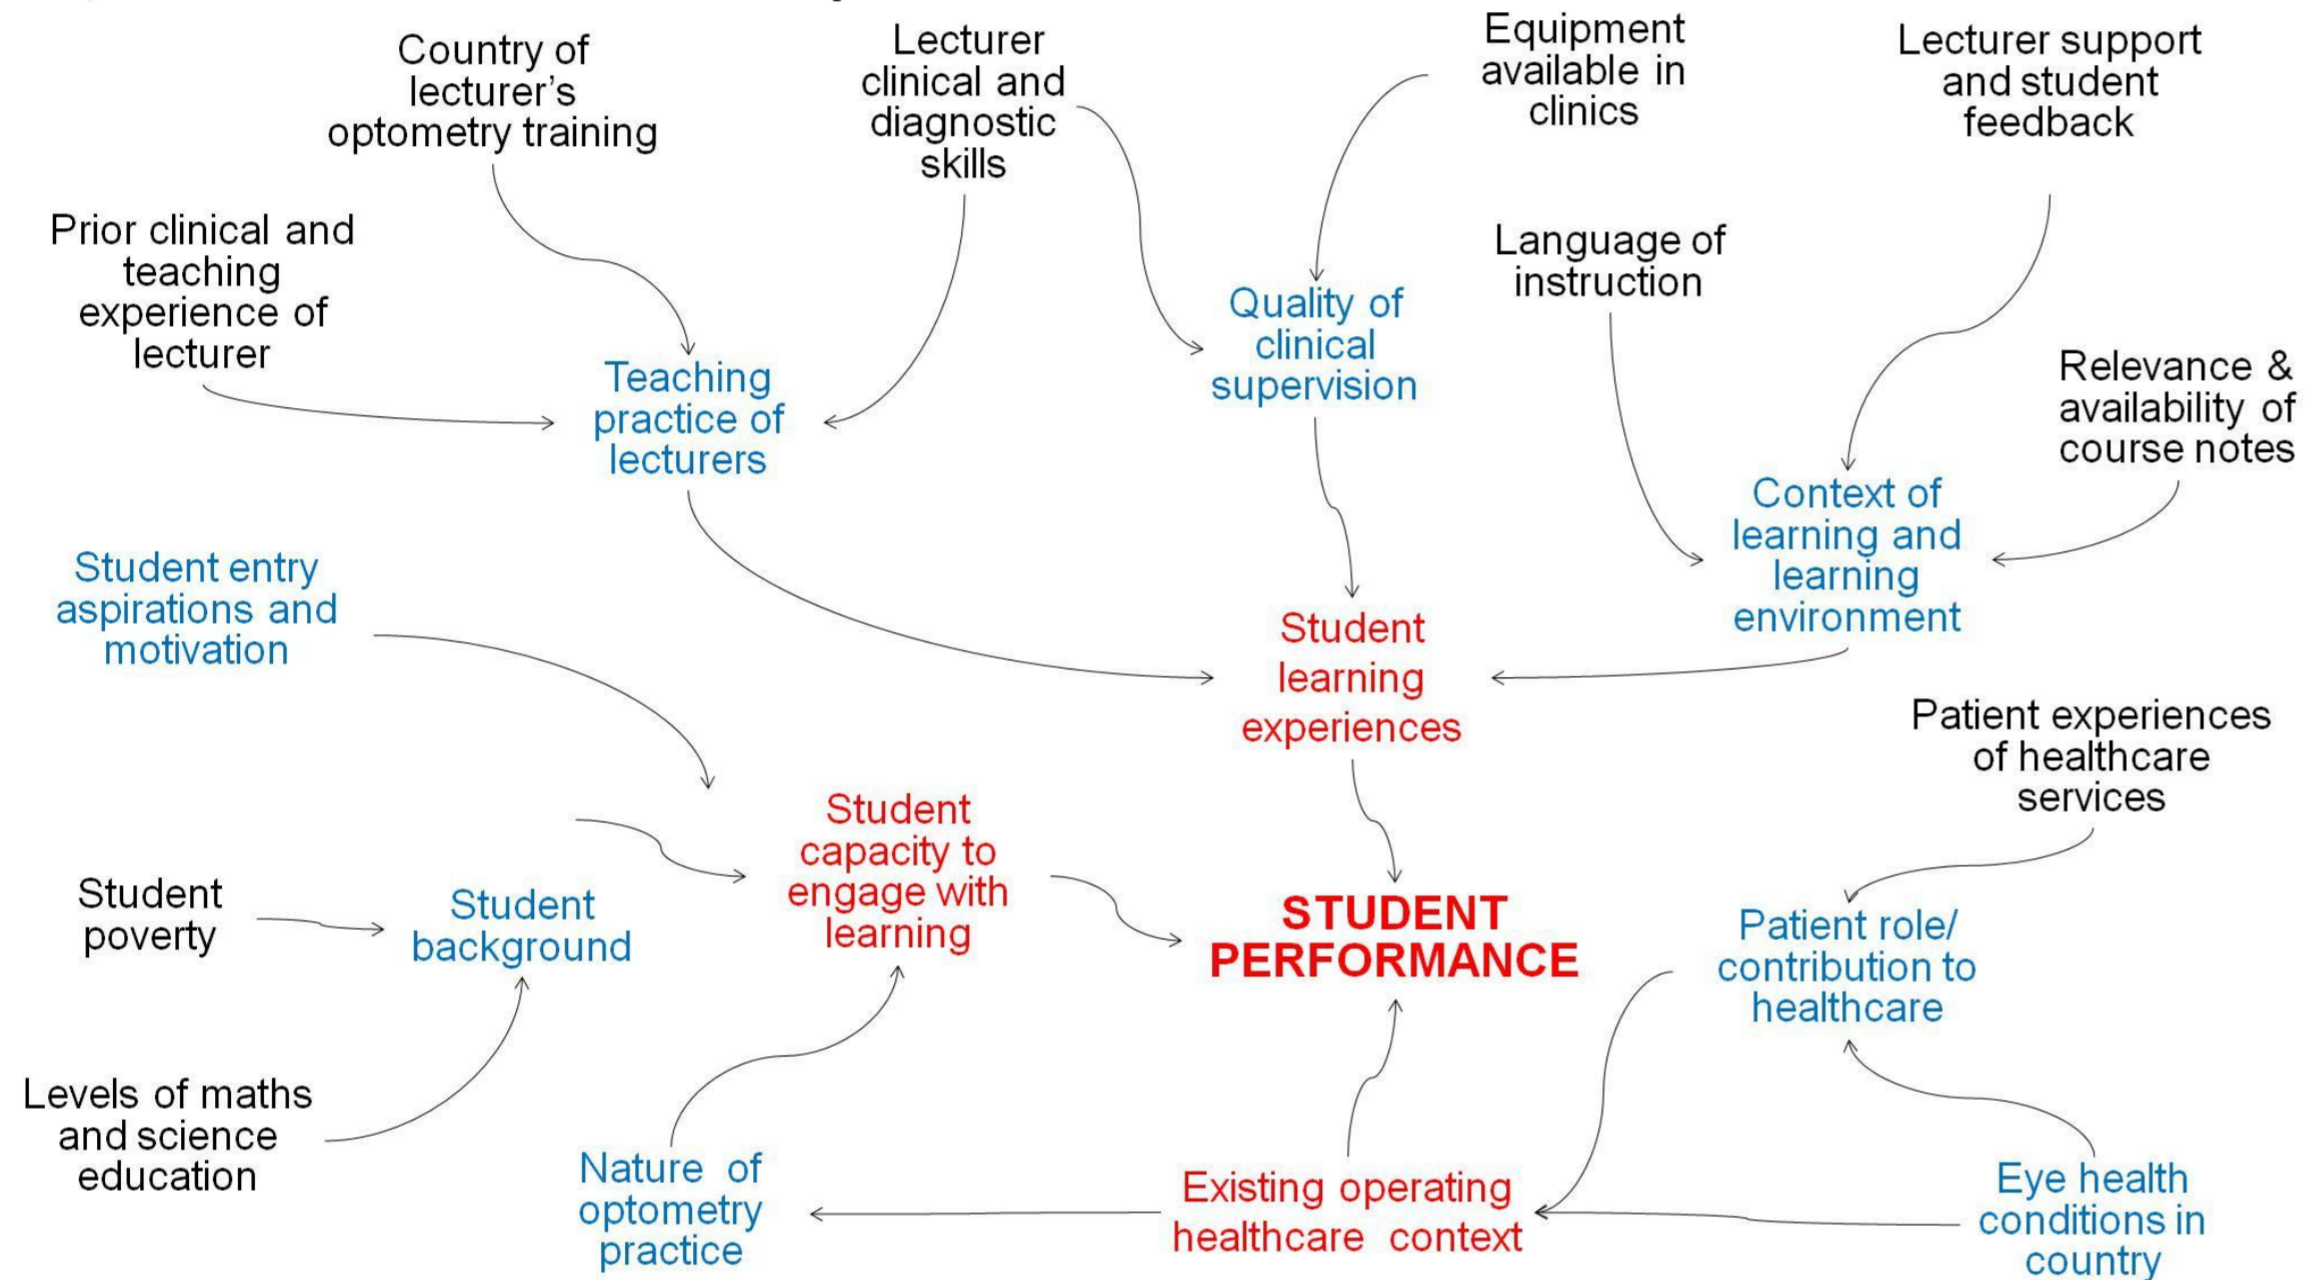 Country of
lecturer's
optometry training
Lecturer
clinical and
diagnostic
skills
Equipment
available in
clinics
Lecturer support
and student
feedback
Prior clinical and
teaching
experience of
lecturer
Language of
instruction
Quality of
clinical
supervision
Teaching
practice of
lecturers
Relevance &
availability of
course notes
Context of
learning and
learning
environment
Student entry
aspirations and
motivation
Student
learning
experiences
Patient experiences
of healthcare
services
Student
capacity to
engage with
learning
Student
poverty
Student
background
STUDENT
PERFORMANCE
Patient role/
contribution to
healthcare
Levels of maths
and science
education
Nature of
optometry
practice
Existing operating
healthcare context
Eye health
conditions in
country